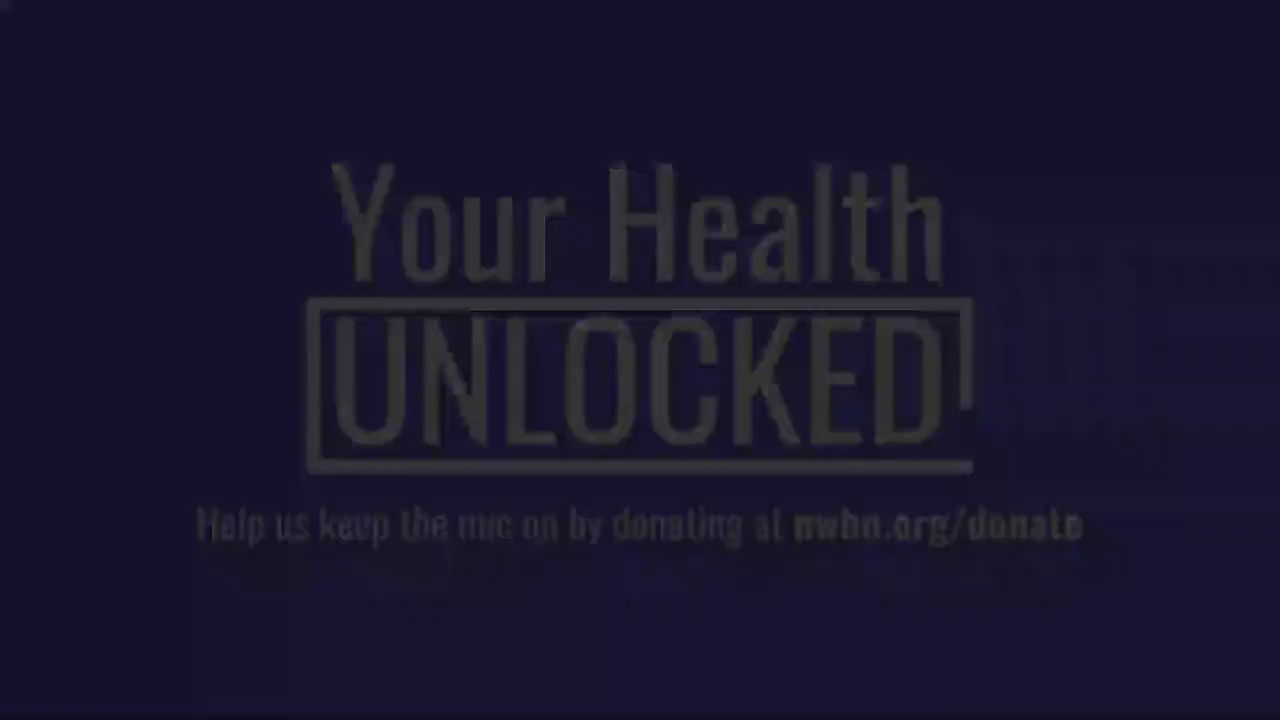 Your Health
UNLOCKED
Help us keep the mic on by donating at nwhn.org/donate